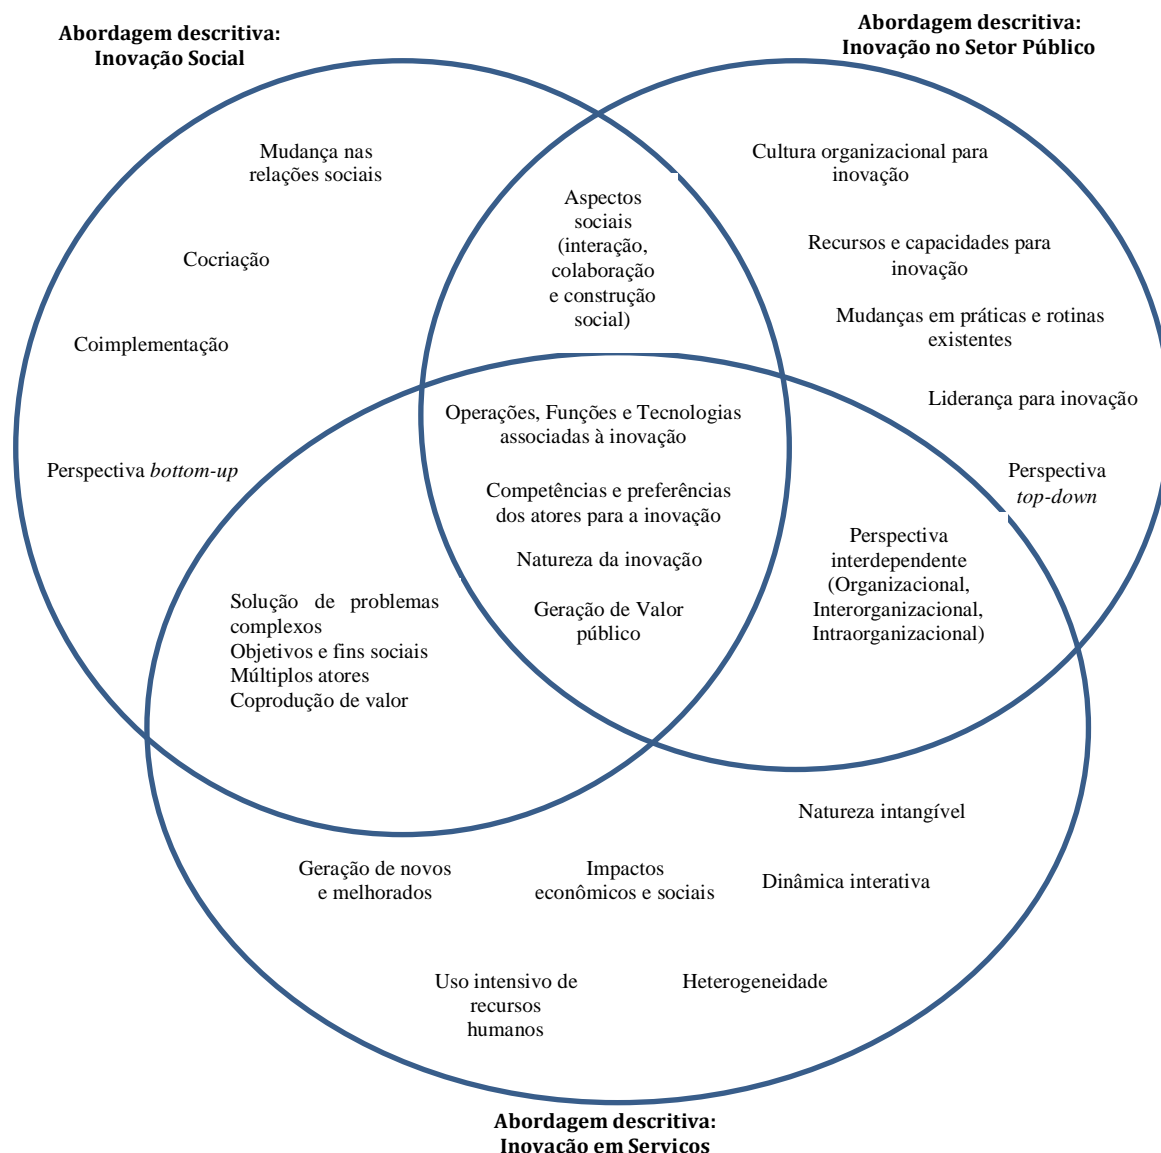 Abordagem descritiva:
Inovação Social
Abordagem descritiva:
Inovação no Setor Público
Mudança nas
relações sociais
Cocriação
Coimplementação
Perspectiva bottom-up
Aspectos
sociais
(interação,
colaboração
e construção
social)
Cultura organizacional para
inovação
Recursos e capacidades para
inovação
Mudanças em práticas e rotinas
existentes
Liderança para inovação
Perspectiva
top-down
Operações, Funções e Tecnologias
associadas à inovação
Competências e preferências
dos atores para a inovação
Natureza da inovação
Geração de Valor
público
Solução de problemas
complexos
Objetivos e fins sociais
Múltiplos atores
Coprodução de valor
Perspectiva
interdependente
(Organizacional,
Interorganizacional,
Intraorganizacional)
Natureza intangível
Geração de novos
e melhorados
Impactos
econômicos e sociais
Dinâmica interativa
Uso intensivo de
recursos
humanos
Heterogeneidade
Abordagem descritiva:
Inovação em Serviços